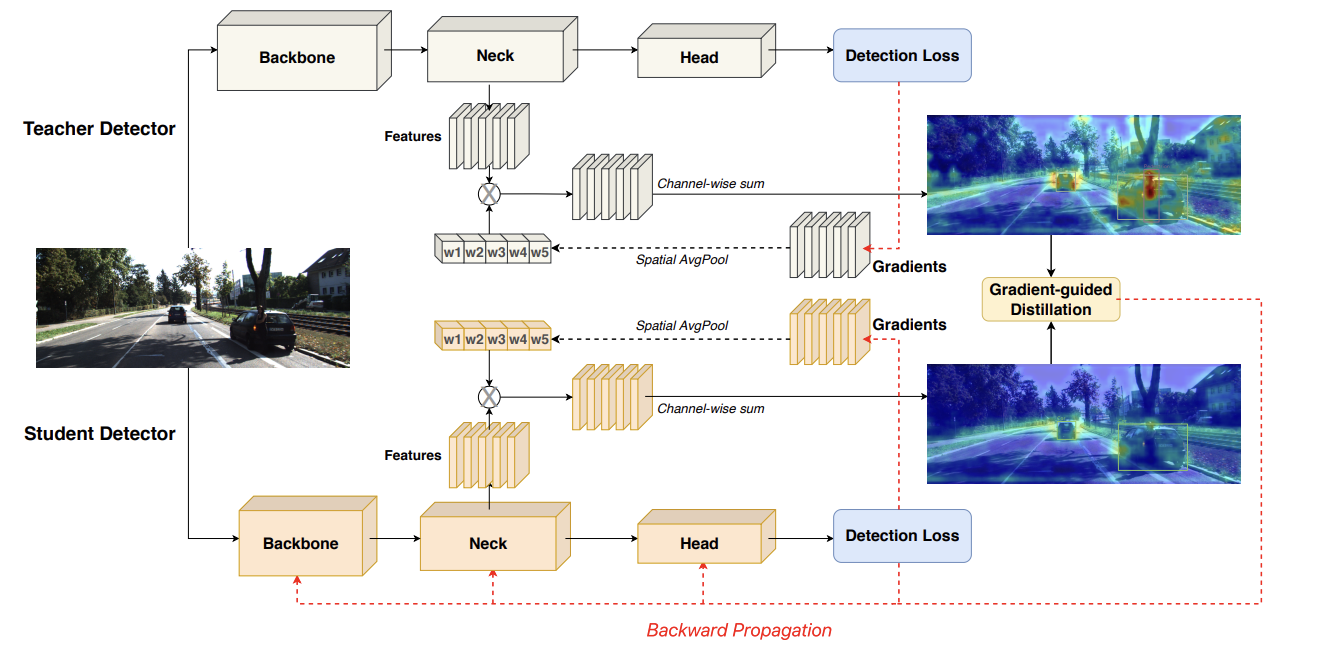 Backbone
Neck
Head
Detection Loss
Teacher Detector
Features
Channel-wise sum
w1 w2 w3 w4 w5
Spatial AvgPool
Gradients
Gradient-guided
Distillation
w1 w2 w3 w4 w5
Spatial AvgPool
Gradients
Channel-wise sum
Student Detector
Features
Backbone
Neck
Head
Detection Loss
Backward Propagation